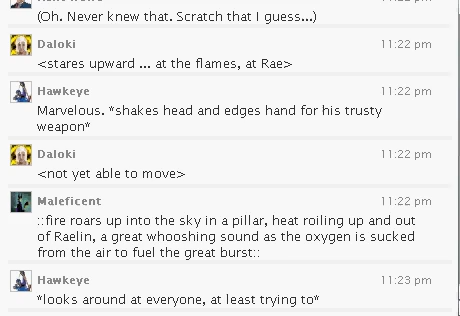 (Oh. Never knew that. Scratch that I guess...)
Daloki 11:22 pm
<stares upward ... at the flames, at Rae>
Hawkeye 11:22 pm
Marvelous. *shakes head and edges hand for his trusty
weapon*
Daloki 11:22 pm
<not yet able to move>
Maleficent 11:22 pm
::fire roars up into the sky in a pillar, heat roiling up and out
of Raelin, a great whooshing sound as the oxygen is sucked
from the air to fuel the great burst::
Hawkeye 11:23 pm
*looks around at everyone, at least trying to*